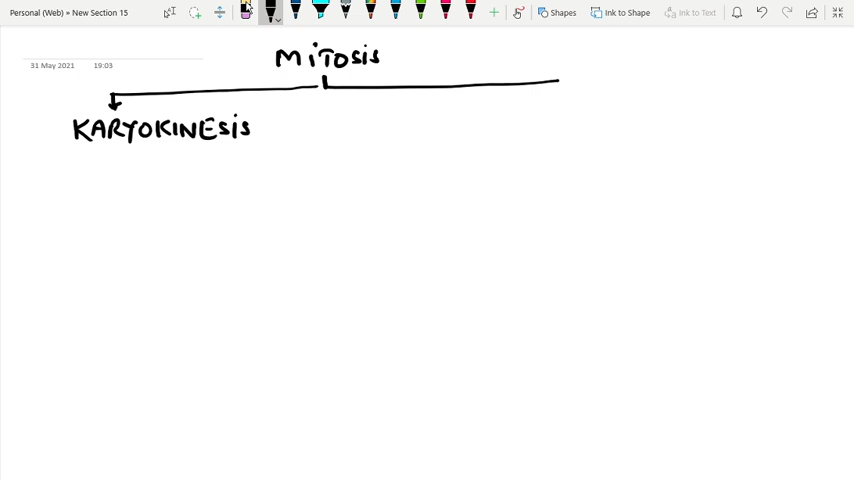 Personal (Web) » New Section 15
Shapes
Ink to Shape
Ink to Text
MiTosis
31 May 2021 19:03
KARYOKINEsis